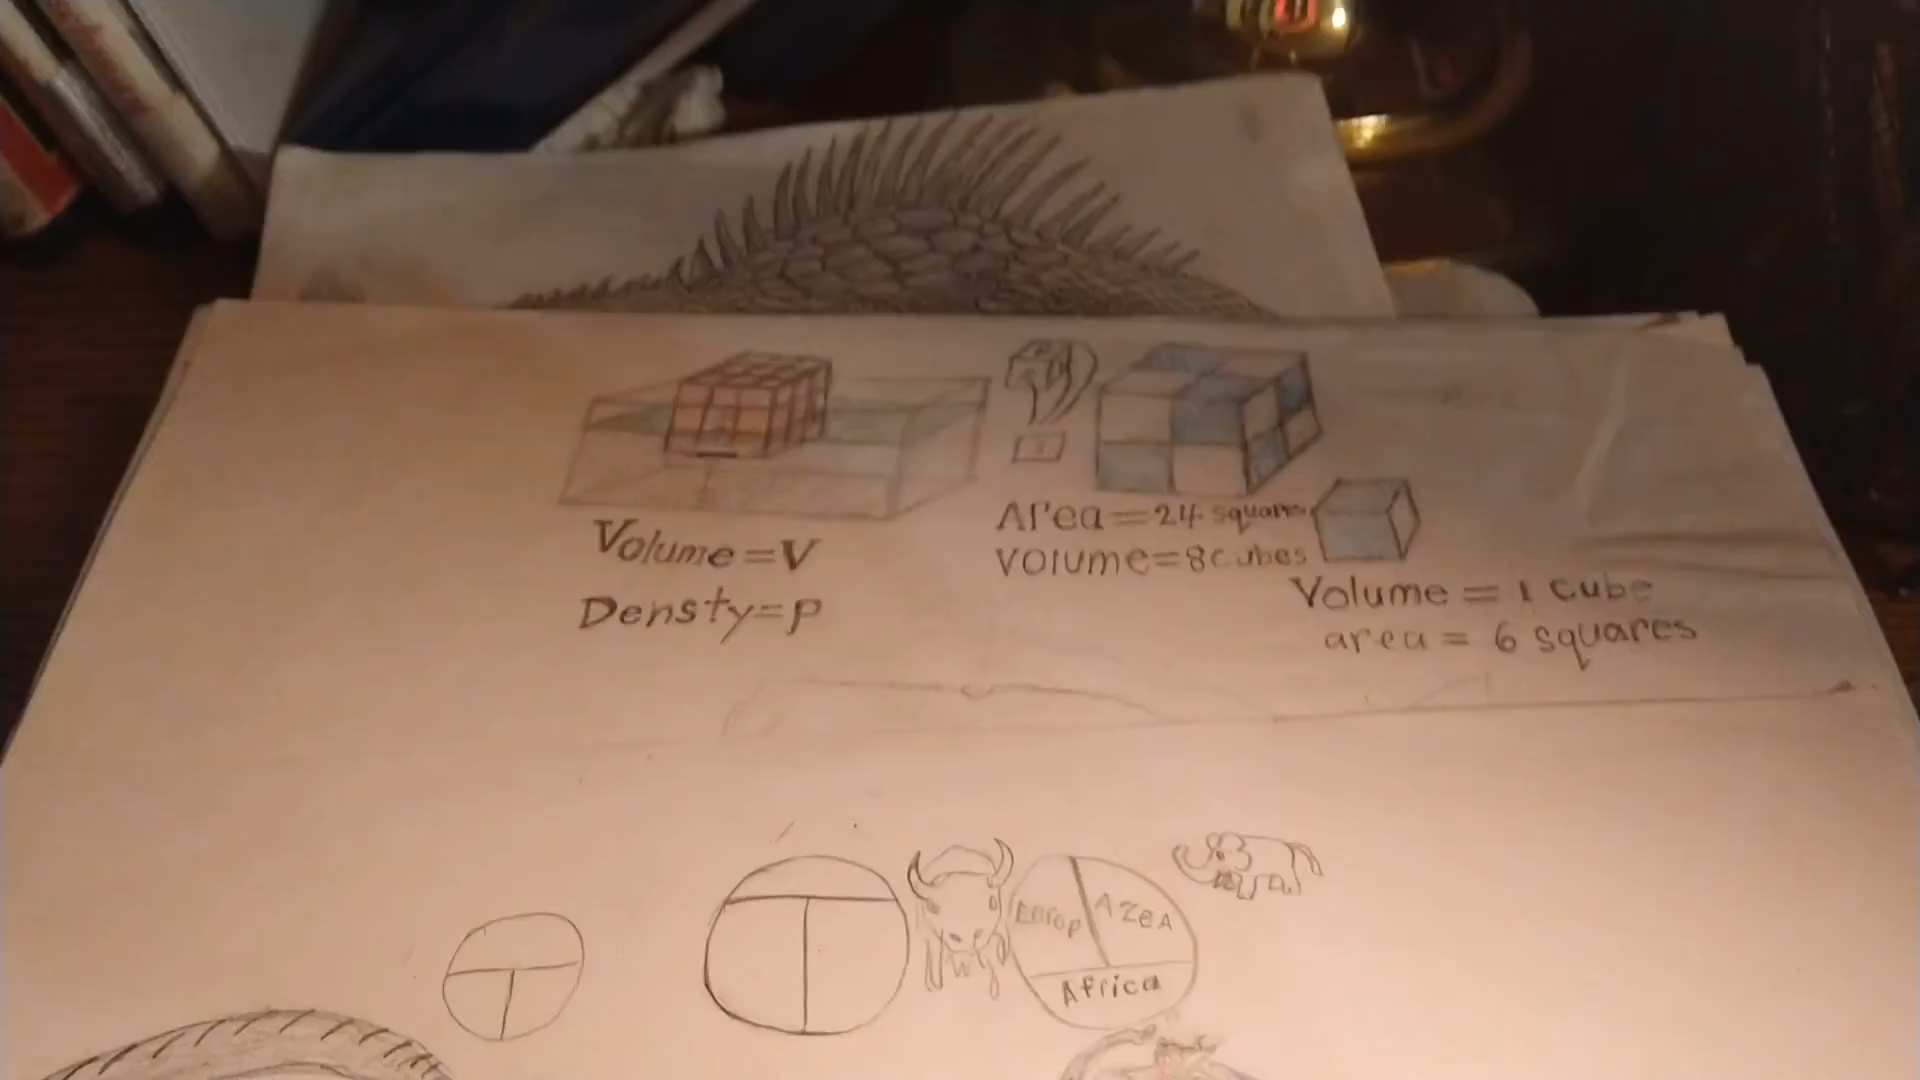 Volume=V
Densty=p
Area=24 squares
volume=8cubes
Volume = 1 cube
area = 6 squares
Europ
AZeA
Africa